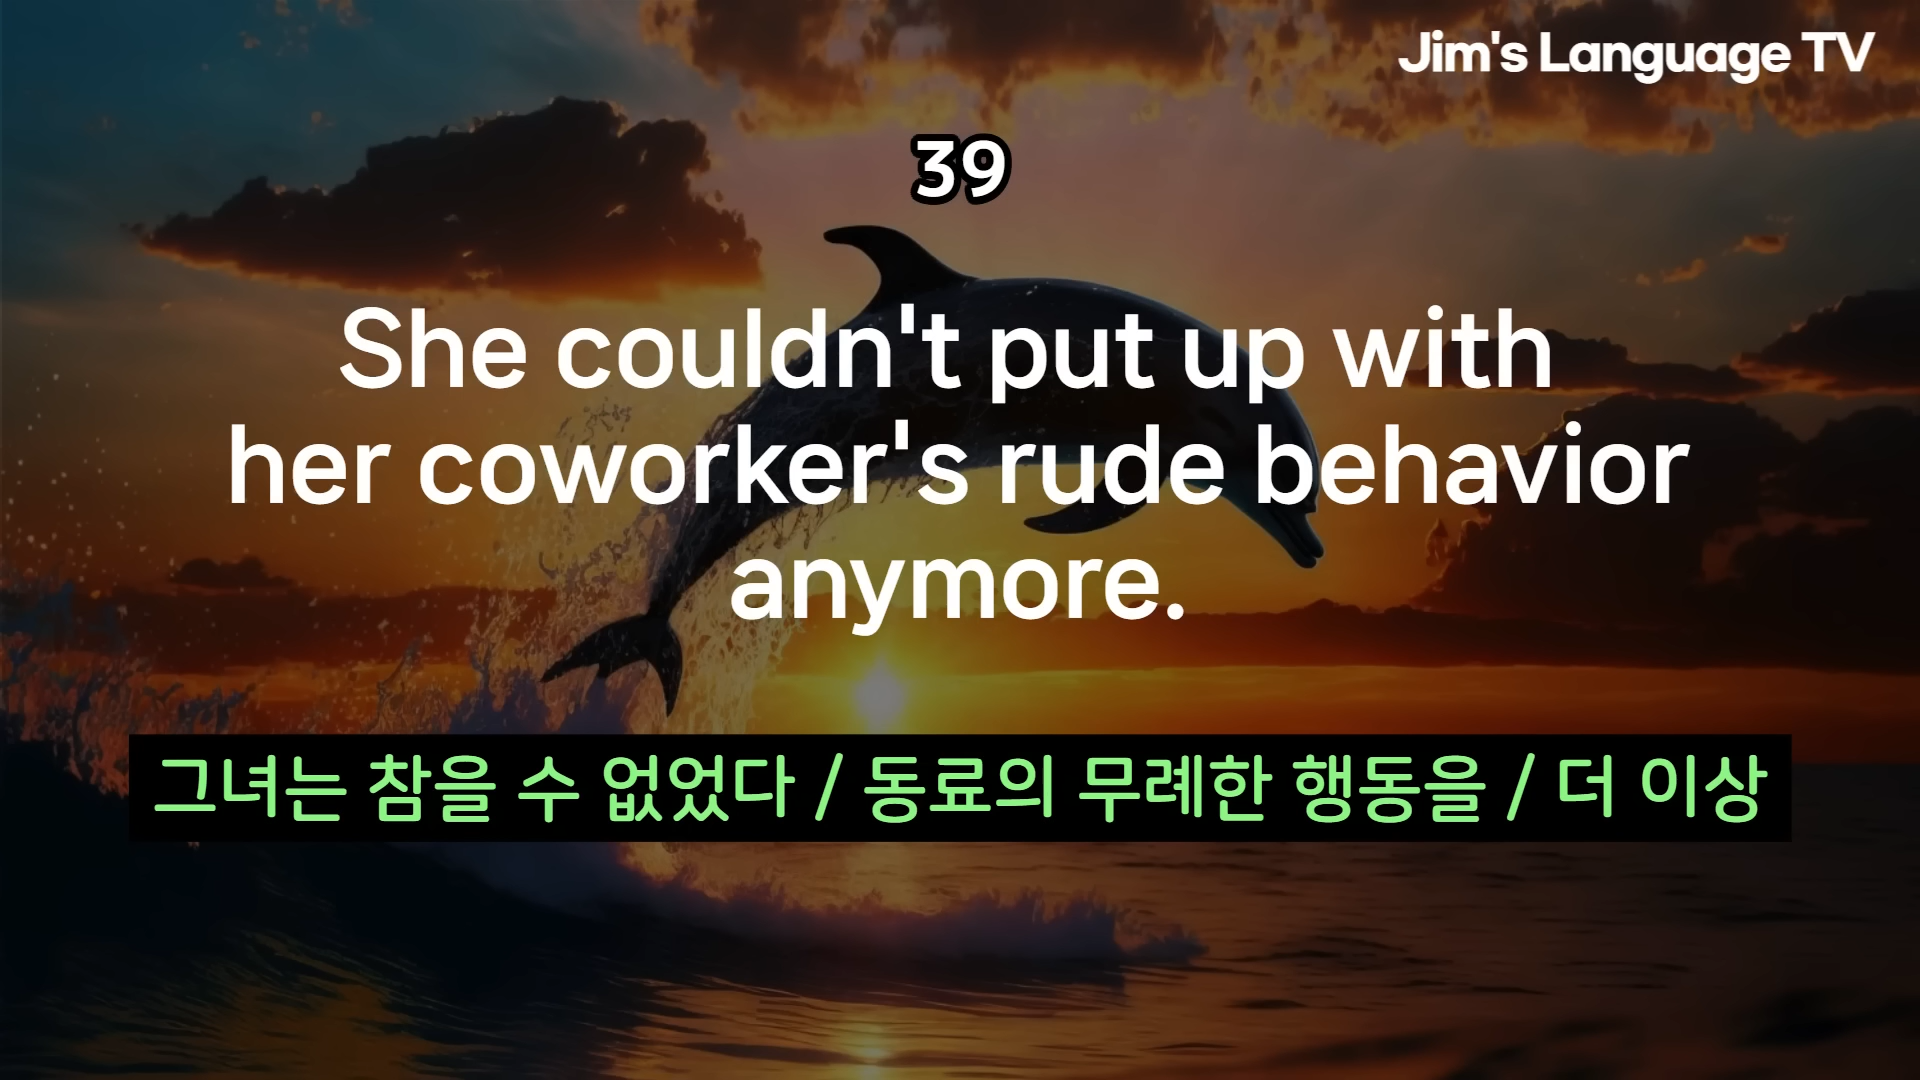 Jim's Language TV
39
She couldn't put up with
her coworker's rude behavior
anymore.
그녀는 참을 수 없었다 / 동료의 무례한 행동을 / 더 이상